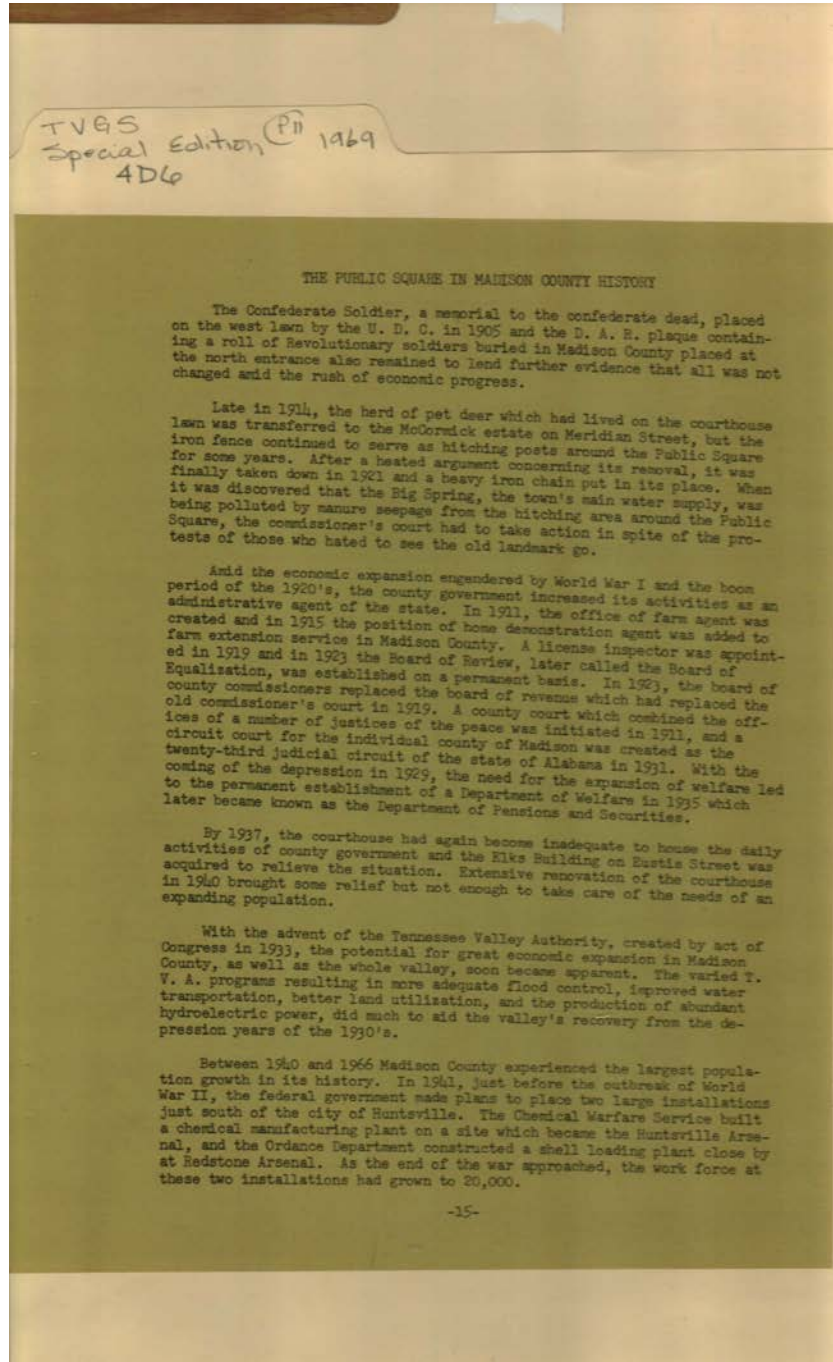 TVGS
Special Edition P11 1969
4D6
THE PUBLIC SQUARE IN MADISON COUNTY HISTORY
The Confederate Soldier, a memorial to the confederate dead, placed
on the west lawn by the U. D. C. in 1905 and the D. A. R. plaque contain-
ing a roll of Revolutionary soldiers buried in Madison County placed at
the north entrance also remained to lend further evidence that all was not
changed amid the rush of economic progress.
Late in 1914, the herd of pet deer which had lived on the courthouse
lawn was transferred to the McCormick estate on Meridian Street, but the
iron fence continued to serve as hitching posts around the Public Square
for some years. After a heated argument concerning its removal, it was
finally taken down in 1921 and a heavy iron chain put in its place. When
it was discovered that the Big Spring, the town's main water supply, was
being polluted by manure seepage from the hitching area around the Public
Square, the commissioner's court had to take action in spite of the pro-
tests of those who hated to see the old landmark go.
Amid the economic expansion engendered by World War I and the boom
period of the 1920's, the county government increased its activities as an
administrative agent of the state. In 1911, the office of farm agent was
created and in 1915 the position of home demonstration agent was added to
farm extension service in Madison County. A license inspector was appoint-
ed in 1919 and in 1923 the Board of Review, later called the Board of
Equalization, was established on a permanent basis. In 1923, the board of
county commissioners replaced the board of revenue which had replaced the
old commissioner's court in 1919. A county court which combined the off-
ices of a number of justices of the peace was initiated in 1911, and a
circuit court for the individual county of Madison was created as the
twenty-third judicial circuit of the state of Alabama in 1931. With the
coming of the depression in 1929, the need for the expansion of welfare led
to the permanent establishment of a Department of Welfare in 1935 which
later became known as the Department of Pensions and Securities.
By 1937, the courthouse had again become inadequate to house the daily
activities of county government and the Elks Building on Eustis Street was
acquired to relieve the situation. Extensive renovation of the courthouse
in 1940 brought some relief but not enough to take care of the needs of an
expanding population.
With the advent of the Tennessee Valley Authority, created by act of
Congress in 1933, the potential for great economic expansion in Madison
County, as well as the whole valley, soon became apparent. The varied T.
V. A. programs resulting in more adequate flood control, improved water
transportation, better land utilization, and the production of abundant
hydroelectric power, did much to aid the valley's recovery from the de-
pression years of the 1930's.
Between 1940 and 1966 Madison County experienced the largest popula-
tion growth in its history. In 1941, just before the outbreak of World
War II, the federal government made plans to place two large installations
just south of the city of Huntsville. The Chemical Warfare Service built
a chemical manufacturing plant on a site which became the Huntsville Arse-
nal, and the Ordance Department constructed a shell loading plant close by
at Redstone Arsenal. As the end of the war approached, the work force at
these two installations had grown to 20,000.
-15-